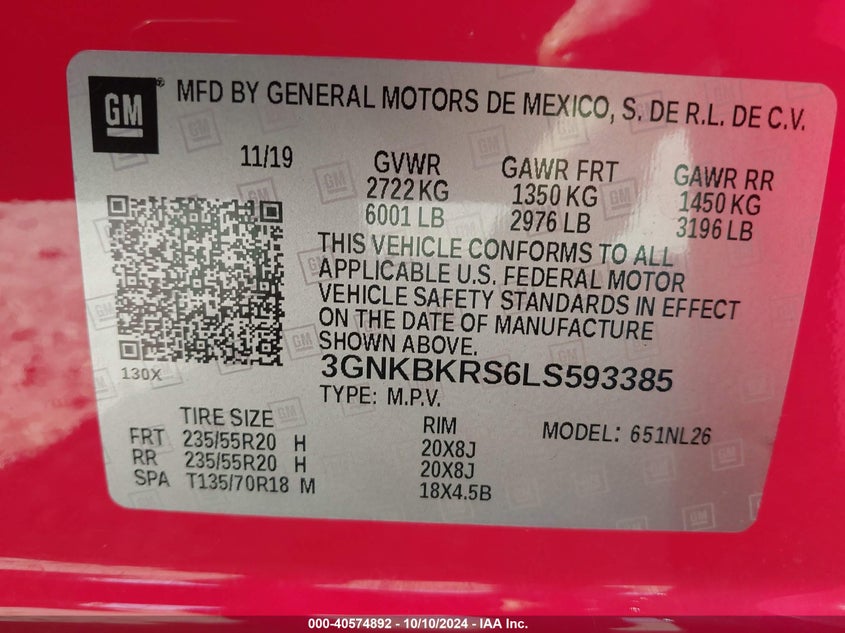 GM
MFD BY GENERAL MOTORS DE MEXICO, S. DE R.L. DE C.V.
11/19
GVWR GAWR FRT GAWR RR
2722 KG 1350 KG 1450 KG
6001 LB 2976 LB 3196 LB
THIS VEHICLE CONFORMS TO ALL
APPLICABLE U.S. FEDERAL MOTOR
VEHICLE SAFETY STANDARDS IN EFFECT
ON THE DATE OF MANUFACTURE
SHOWN ABOVE.
130X
3GNKBKRS6LS593385
TYPE: M.P.V.
TIRE SIZE RIM MODEL: 651NL26
FRT 235/55R20 H 20X8J
RR 235/55R20 H 20X8J
SPA T135/70R18 M 18X4.5B
000-40574892 - 10/10/2024 - IAA Inc.